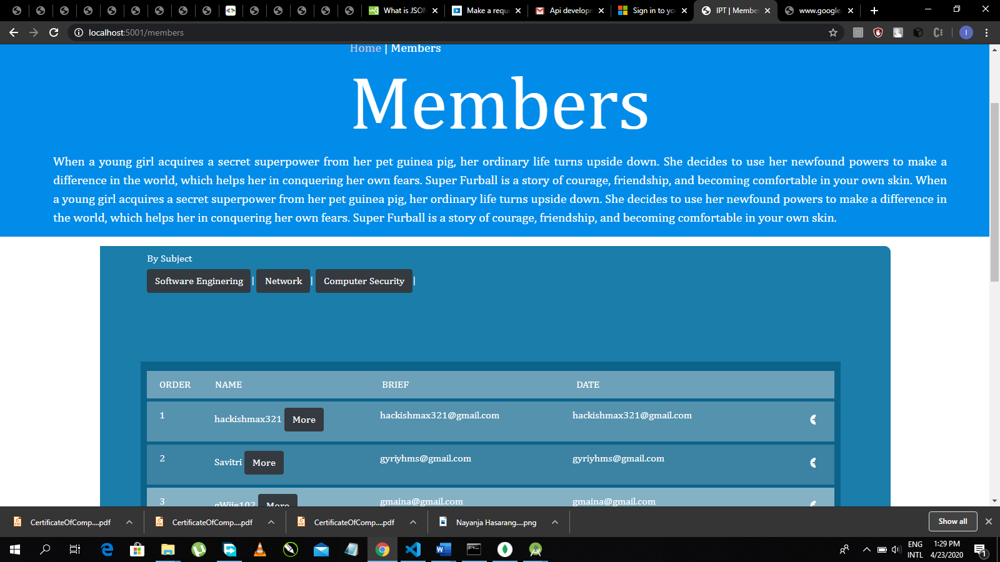 What is JSON
Make a requ
Api developm
Sign in to yo
IPT | Member
www.google.
localhost:5001/members
I
Home | Members
Members
When a young girl acquires a secret superpower from her pet guinea pig, her ordinary life turns upside down. She decides to use her newfound powers to make a
difference in the world, which helps her in conquering her own fears. Super Furball is a story of courage, friendship, and becoming comfortable in your own skin. When
a young girl acquires a secret superpower from her pet guinea pig, her ordinary life turns upside down. She decides to use her newfound powers to make a difference in
the world, which helps her in conquering her own fears. Super Furball is a story of courage, friendship, and becoming comfortable in your own skin.
By Subject
Software Enginering | Network | Computer Security |
ORDER NAME BRIEF DATE
1 hackishmax321 More hackishmax321@gmail.com hackishmax321@gmail.com
2 Savitri More gyriyhms@gmail.com gyriyhms@gmail.com
3 gWije102 More gmaina@gmail.com gmaina@gmail.com
CertificateOfComp....pdf CertificateOfComp....pdf CertificateOfComp....pdf Nayanja Hasarang....png Show all
ENG 1:29 PM
INTL 4/23/2020 1